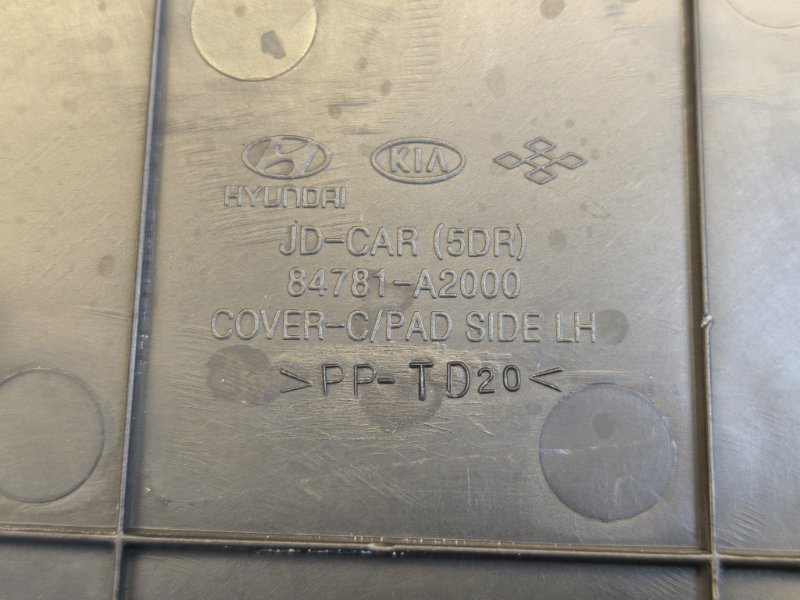 KIA
HYUNDAI
JD-CAR (5DR)
84781-A2000
COVER-C/PAD SIDE LH
>PP-TD20<